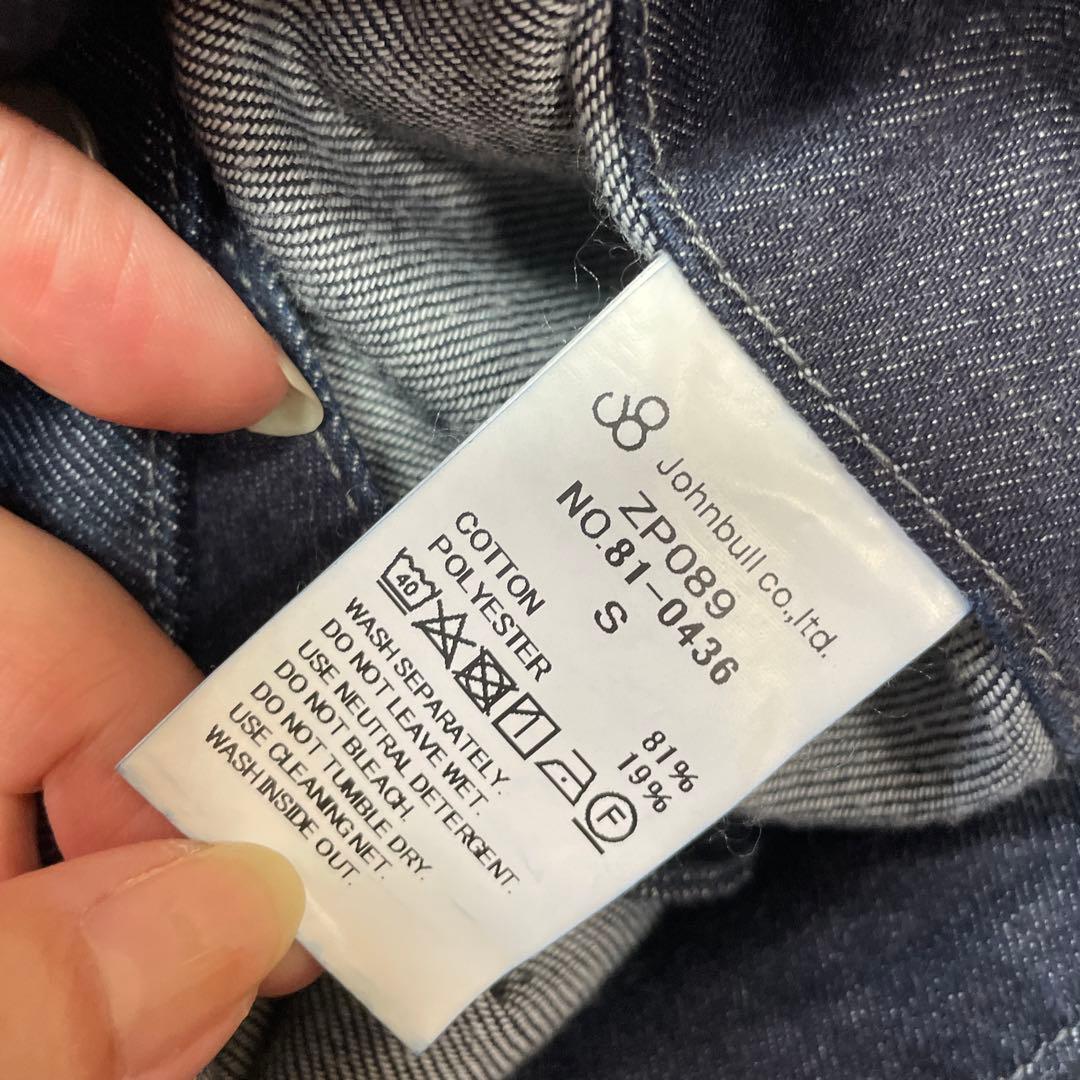 Johnbull co.,ltd.
ZP089
NO.81-0436
S
COTTON 81%
POLYESTER 19%
40 F
WASH SEPARATELY.
DO NOT LEAVE WET.
USE NEUTRAL DETERGENT.
DO NOT BLEACH.
DO NOT TUMBLE DRY.
USE CLEANING NET.
WASH INSIDE OUT.